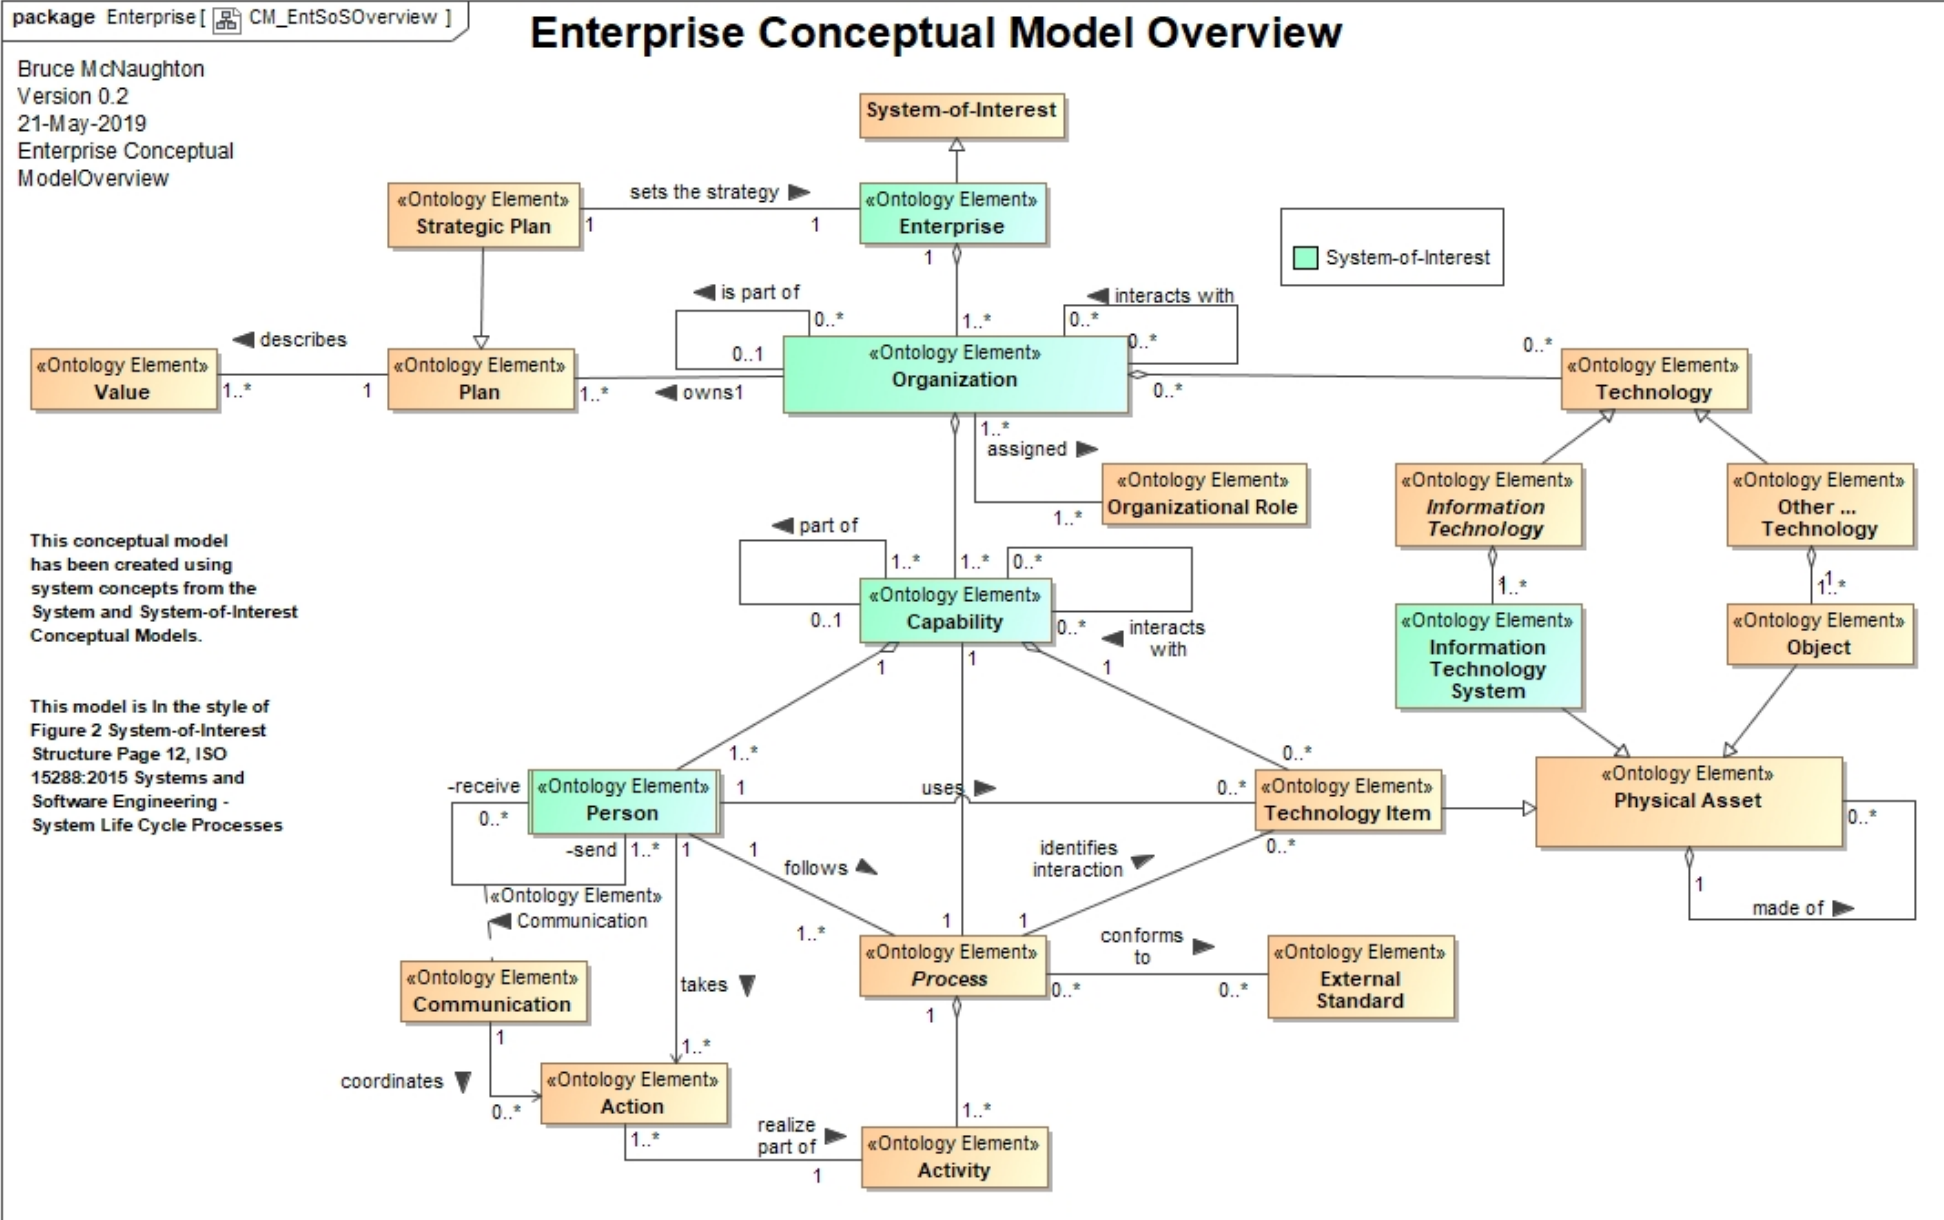 package Enterprise [ CM_EntSoSOverview ]
Enterprise Conceptual Model Overview
Bruce McNaughton
Version 0.2
21-May-2019
Enterprise Conceptual
ModelOverview
System-of-Interest
«Ontology Element»
Strategic Plan
1
sets the strategy
1
«Ontology Element»
Enterprise
1
System-of-Interest
is part of
0..*
0..1
1..*
interacts with
0..*
0..*
«Ontology Element»
Organization
describes
«Ontology Element»
Value
1..*
1
«Ontology Element»
Plan
1..*
owns1
0..*
0..*
«Ontology Element»
Technology
1..*
assigned
1..*
«Ontology Element»
Organizational Role
«Ontology Element»
Information
Technology
«Ontology Element»
Other ...
Technology
This conceptual model
has been created using
system concepts from the
System and System-of-Interest
Conceptual Models.
part of
1..*
0..1
1..*
0..*
0..*
interacts
with
«Ontology Element»
Capability
1
1
1
1..*
1
1..*
«Ontology Element»
Information
Technology
System
«Ontology Element»
Object
This model is In the style of
Figure 2 System-of-Interest
Structure Page 12, ISO
15288:2015 Systems and
Software Engineering -
System Life Cycle Processes
1..*
0..*
-receive
0..*
«Ontology Element»
Person
1
uses
0..*
«Ontology Element»
Technology Item
«Ontology Element»
Physical Asset
0..*
1
made of
-send
1..*
1
1
follows
1..*
identifies
interaction
0..*
1
1
«Ontology Element»
Communication
«Ontology Element»
Communication
1
takes
1..*
«Ontology Element»
Process
conforms
to
0..*
0..*
«Ontology Element»
External
Standard
1
coordinates
0..*
«Ontology Element»
Action
1..*
realize
part of
1
1..*
«Ontology Element»
Activity